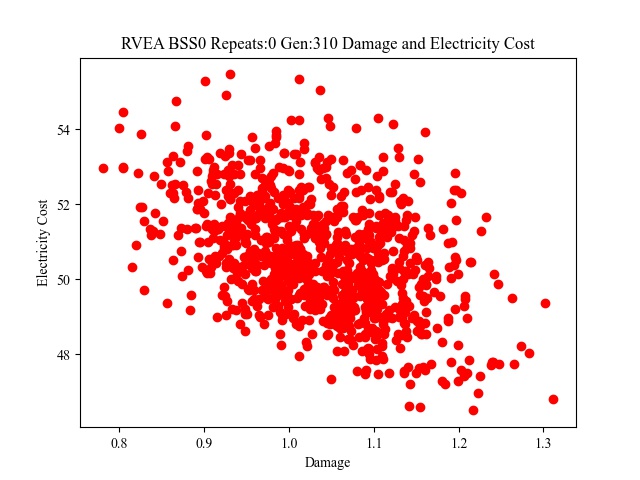 RVEA BSS0 Repeats:0 Gen:310 Damage and Electricity Cost
54
52
50
48
Electricity Cost
0.8 0.9 1.0 1.1 1.2 1.3
Damage